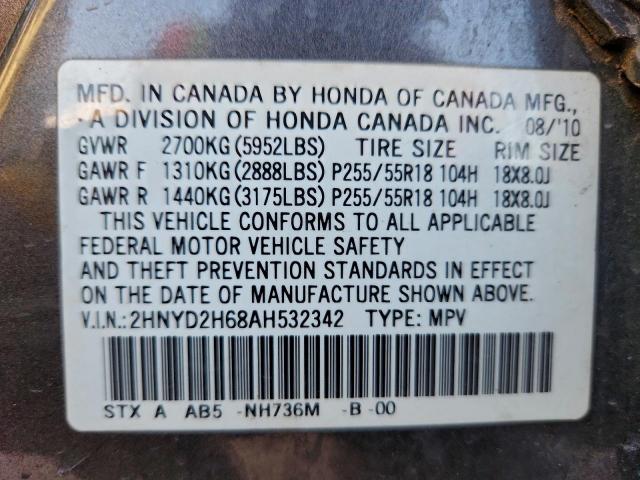 MFD. IN CANADA BY HONDA OF CANADA MFG.,
A DIVISION OF HONDA CANADA INC. 08/'10
GVWR 2700KG (5952LBS) TIRE SIZE RIM SIZE
GAWR F 1310KG (2888LBS) P255/55R18 104H 18X8.0J
GAWR R 1440KG (3175LBS) P255/55R18 104H 18X8.0J
THIS VEHICLE CONFORMS TO ALL APPLICABLE
FEDERAL MOTOR VEHICLE SAFETY
AND THEFT PREVENTION STANDARDS IN EFFECT
ON THE DATE OF MANUFACTURE SHOWN ABOVE.
V.I.N.:2HNYD2H68AH532342 TYPE: MPV
STX A AB5 -NH736M -B -00